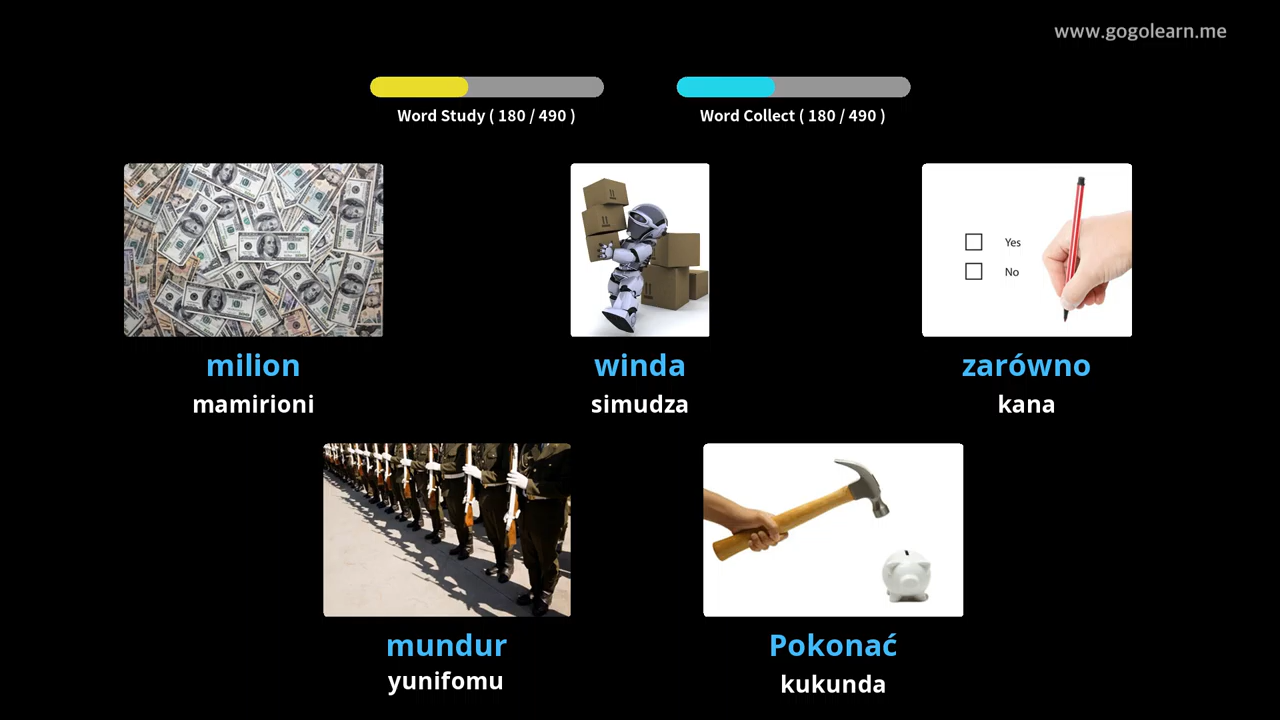 www.gogolearn.me
Word Study ( 180 / 490 )
Word Collect ( 180 / 490 )
Yes
No
milion
winda
zarówno
mamirioni
simudza
kana
mundur
Pokonać
yunifomu
kukunda